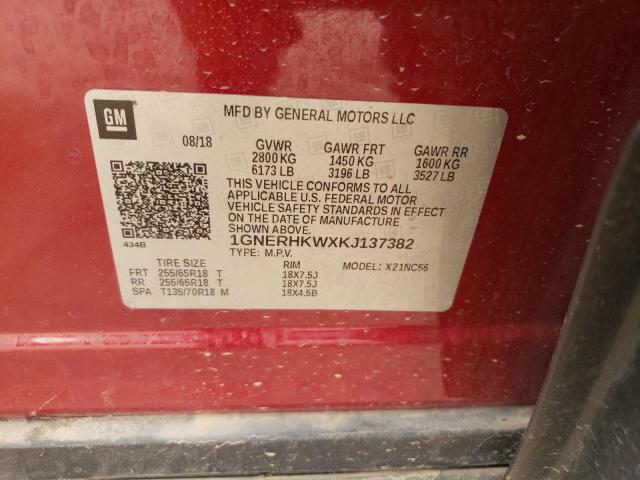 GM
MFD BY GENERAL MOTORS LLC
08/18 GVWR GAWR FRT GAWR RR
2800 KG 1450 KG 1600 KG
6173 LB 3196 LB 3527 LB
THIS VEHICLE CONFORMS TO ALL
APPLICABLE U.S. FEDERAL MOTOR
VEHICLE SAFETY STANDARDS IN EFFECT
ON THE DATE OF MANUFACTURE
SHOWN ABOVE.
434B
1GNERHKWXKJ137382
TYPE: M.P.V. MODEL: X21NC56
TIRE SIZE RIM
FRT 255/65R18 T 18X7.5J
RR 255/65R18 T 18X7.5J
SPA T135/70R18 M 18X4.5B